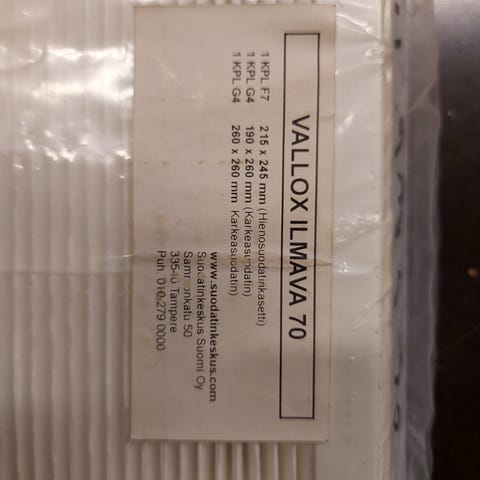 VALLOX ILMAVA 70
1 KPL F7 215 x 245 mm (Hienosuodatinkasetti)
1 KPL G4 190 x 260 mm (Karkeasuodatin)
1 KPL G4 260 x 260 mm Karkeasuodatin)
www.suodatinkeskus.com
Suodatinkeskus Suomi Oy
50
Tampere
Puh. 010 279 0000